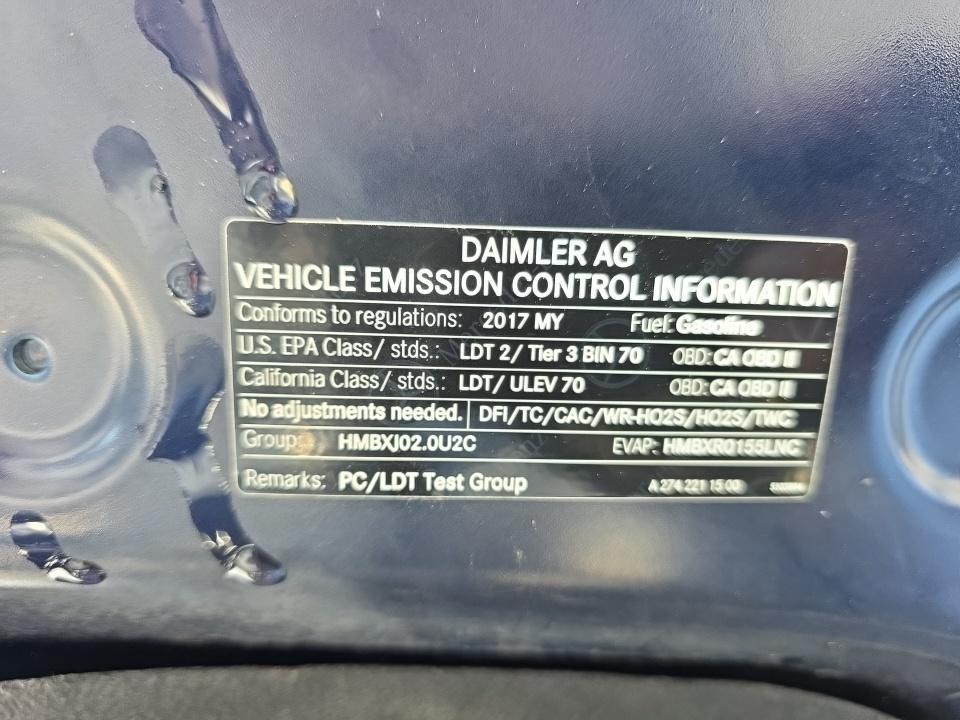 DAIMLER AG
VEHICLE EMISSION CONTROL INFORMATION
Conforms to regulations: 2017 MY Fuel: Gasoline
U.S. EPA Class/ stds.: LDT 2/ Tier 3 BIN 70 OBD: CA OBD II
California Class/ stds.: LDT/ ULEV 70 OBD: CA OBD II
No adjustments needed. DFI/TC/CAC/WR-HO2S/HO2S/TWC
Group: HMBXJ02.0U2C EVAP: HMBXR0155LNC
Remarks: PC/LDT Test Group A 274 221 15 00